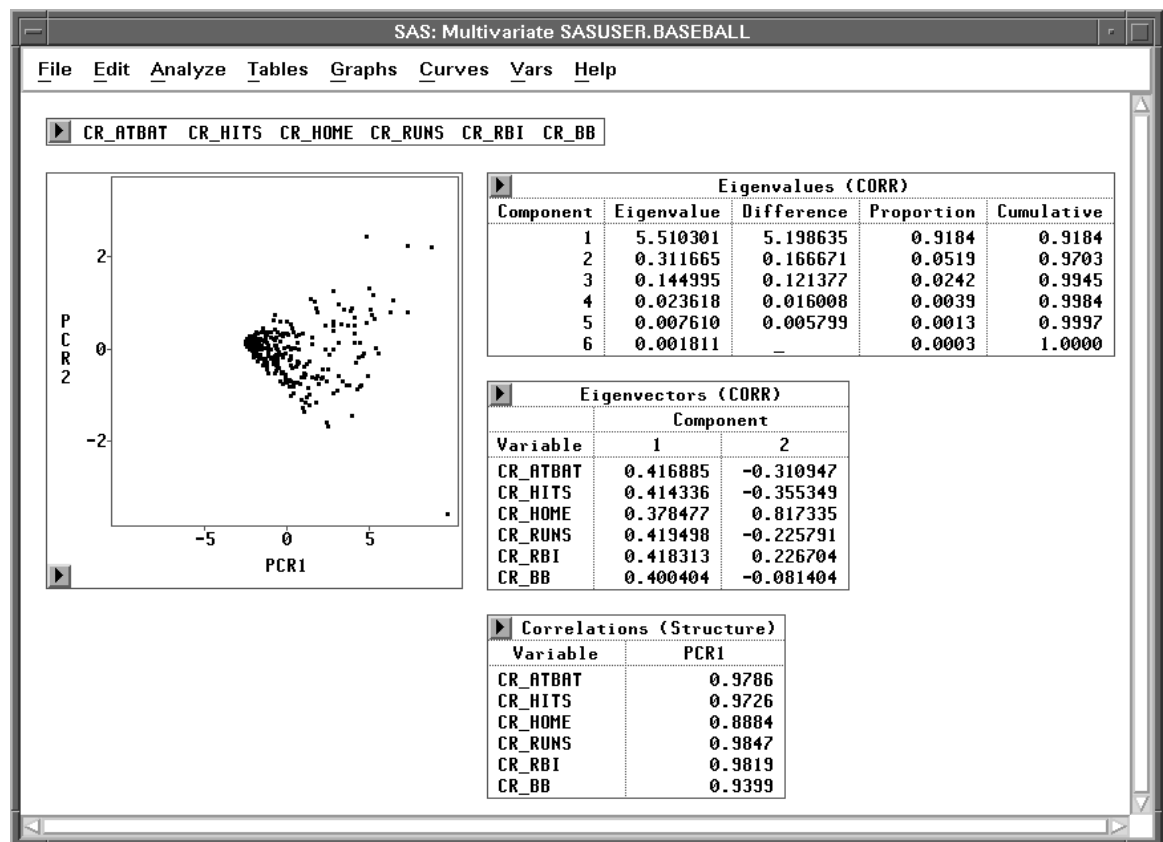 SAS: Multivariate SASUSER.BASEBALL
File Edit Analyze Tables Graphs Curves Vars Help
CR_ATBAT CR_HITS CR_HOME CR_RUNS CR_RBI CR_BB
2
0
-2
PCR2
-5 0 5
PCR1
Eigenvalues (CORR)
Component Eigenvalue Difference Proportion Cumulative
1 5.510301 5.198635 0.9184 0.9184
2 0.311665 0.166671 0.0519 0.9703
3 0.144995 0.121377 0.0242 0.9945
4 0.023618 0.016008 0.0039 0.9984
5 0.007610 0.005799 0.0013 0.9997
6 0.001811 _ 0.0003 1.0000
Eigenvectors (CORR)
Component
Variable 1 2
CR_ATBAT 0.416885 -0.310947
CR_HITS 0.414336 -0.355349
CR_HOME 0.378477 0.817335
CR_RUNS 0.419498 -0.225791
CR_RBI 0.418313 0.226704
CR_BB 0.400404 -0.081404
Correlations (Structure)
Variable PCR1
CR_ATBAT 0.9786
CR_HITS 0.9726
CR_HOME 0.8884
CR_RUNS 0.9847
CR_RBI 0.9819
CR_BB 0.9399